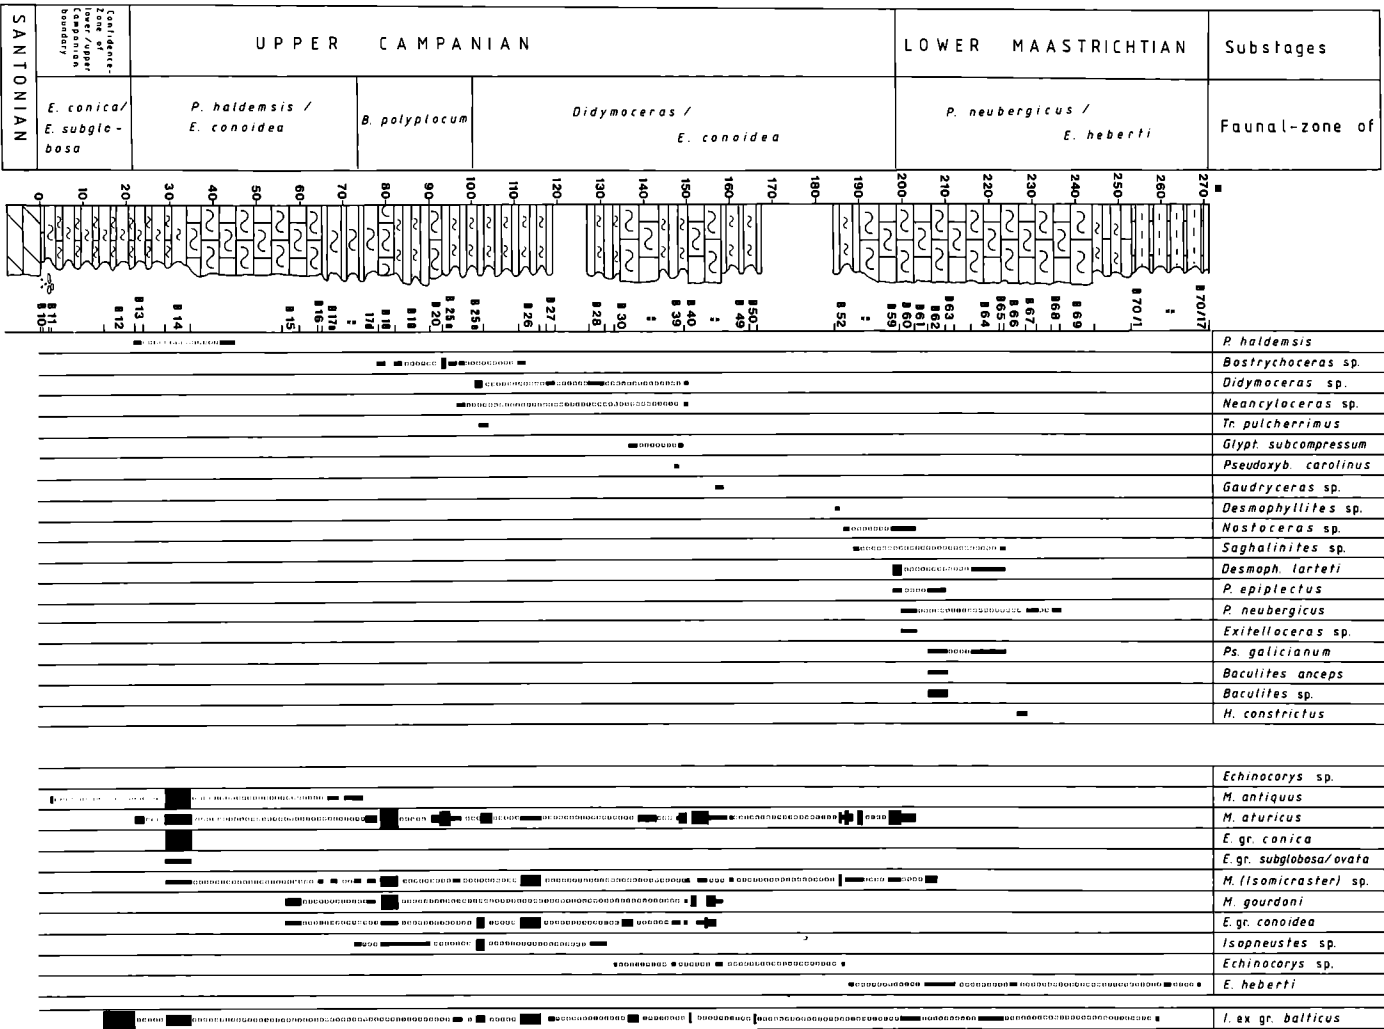 SANTONIAN
Confidence-
Zone of
lower/upper
Campanian
boundary
UPPER CAMPANIAN
LOWER MAASTRICHTIAN
Substages
E. conica/
E. subglo-
bosa
P. haldemsis /
E. conoidea
B. polyplocum
Didymoceras /
E. conoidea
P. neubergicus /
E. heberti
Faunal-zone of
0 10 20 30 40 50 60 70 80 90 100 110 120 130 140 150 160 170 180 190 200 210 220 230 240 250 260 270
B 10 B 11 B 12 B 13 B 14 B 15 B 16 B 17a " 17d B 18 B 19 B 20 B 25a B 25e " B 26 B 27 B 28 B 30 " B 39 B 40 " B 49 B 50 B 52 " B 59 B 60 B 61 B 62 B 63 B 64 B 65 B 66 B 67 B 68 B 69 B 70/1 " B 70/17
P. haldemsis
Bostrychoceras sp.
Didymoceras sp.
Neancyloceras sp.
Tr. pulcherrimus
Glypt. subcompressum
Pseudoxyb. carolinus
Gaudryceras sp.
Desmophyllites sp.
Nostoceras sp.
Saghalinites sp.
Desmoph. larteti
P. epiplectus
P. neubergicus
Exitelloceras sp.
Ps. galicianum
Baculites anceps
Baculites sp.
H. constrictus
Echinocorys sp.
M. antiquus
M. aturicus
E. gr. conica
E. gr. subglobosa/ovata
M. (Isomicraster) sp.
M. gourdoni
E. gr. conoidea
Isopneustes sp.
Echinocorys sp.
E. heberti
I. ex gr. balticus